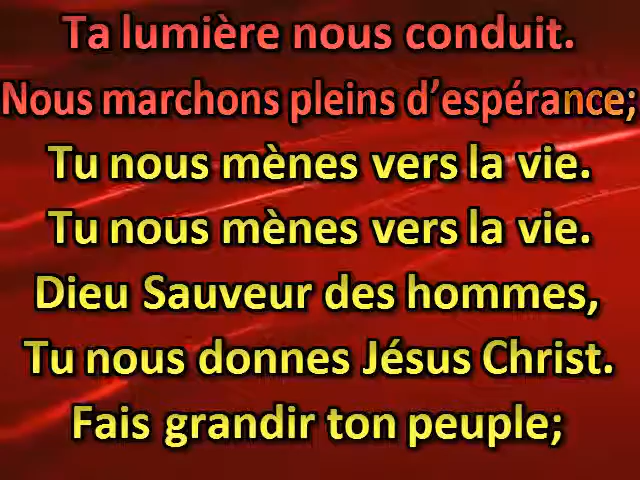 Ta lumière nous conduit.
Nous marchons pleins d’espérance;
Tu nous mènes vers la vie.
Tu nous mènes vers la vie.
Dieu Sauveur des hommes,
Tu nous donnes Jésus Christ.
Fais grandir ton peuple;